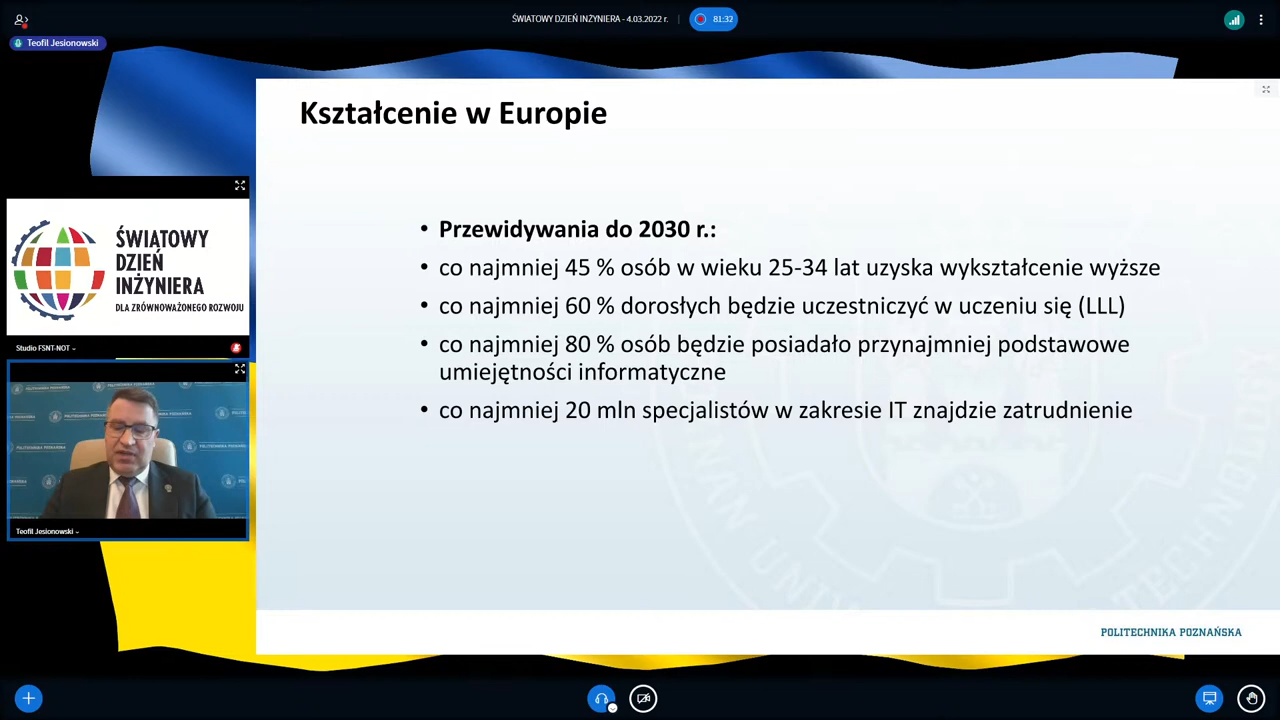 ŚWIATOWY DZIEŃ INŻYNIERA - 4.03.2022 r.
81:32
Teofil Jesionowski
Kształcenie w Europie
• Przewidywania do 2030 r.:
• co najmniej 45 % osób w wieku 25-34 lat uzyska wykształcenie wyższe
• co najmniej 60 % dorosłych będzie uczestniczyć w uczeniu się (LLL)
• co najmniej 80 % osób będzie posiadało przynajmniej podstawowe
umiejętności informatyczne
• co najmniej 20 mln specjalistów w zakresie IT znajdzie zatrudnienie
POLITECHNIKA POZNAŃSKA
ŚWIATOWY
DZIEŃ
INŻYNIERA
DLA ZRÓWNOWAŻONEGO ROZWOJU
Studio FSNT-NOT
POLITECHNIKA POZNAŃSKA
Teofil Jesionowski